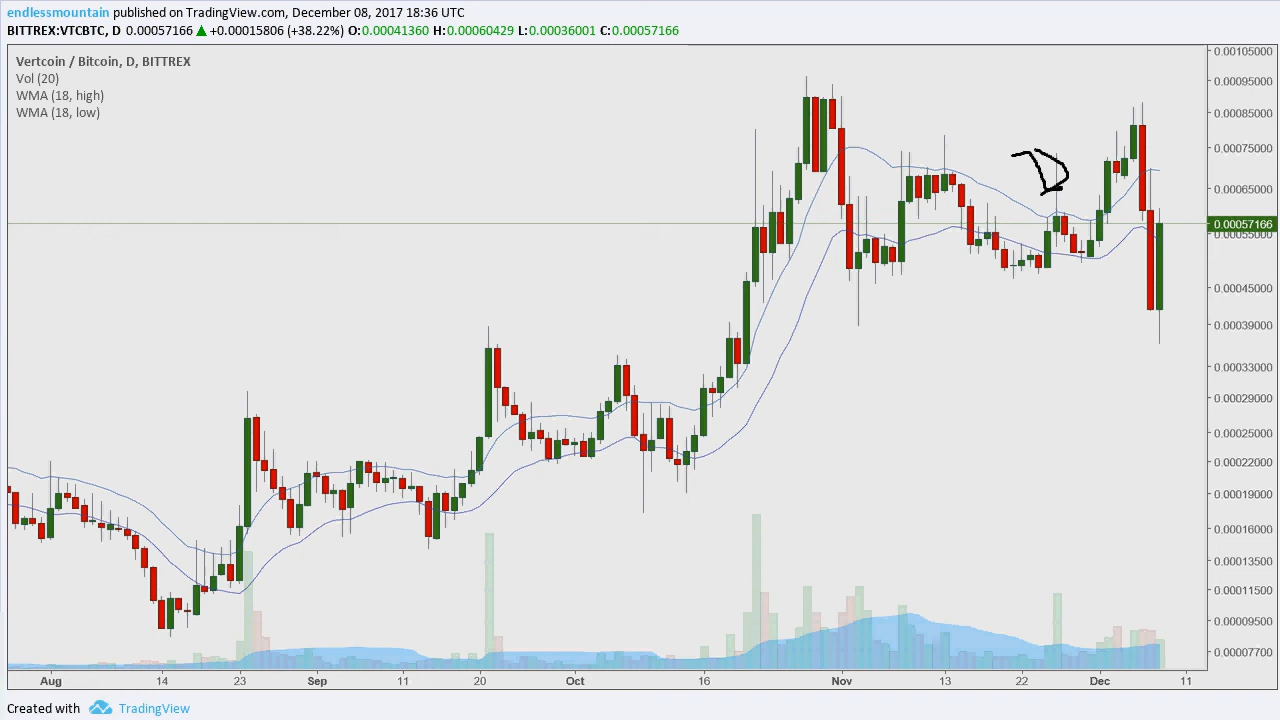 endlessmountain published on TradingView.com, December 08, 2017 18:36 UTC
BITTREX:VTCBTC, D 0.00057166 ▲ +0.00015806 (+38.22%) O:0.00041360 H:0.00060429 L:0.00036001 C:0.00057166
Vertcoin / Bitcoin, D, BITTREX
Vol (20)
WMA (18, high)
WMA (18, low)
0.00105000
0.00095000
0.00085000
0.00075000
0.00065000
0.00057166
0.00055000
0.00045000
0.00039000
0.00033000
0.00029000
0.00025000
0.00022000
0.00019000
0.00016000
0.00013500
0.00011500
0.00009500
0.00007700
Aug 14 23 Sep 11 20 Oct 16 Nov 13 22 Dec 11
Created with TradingView